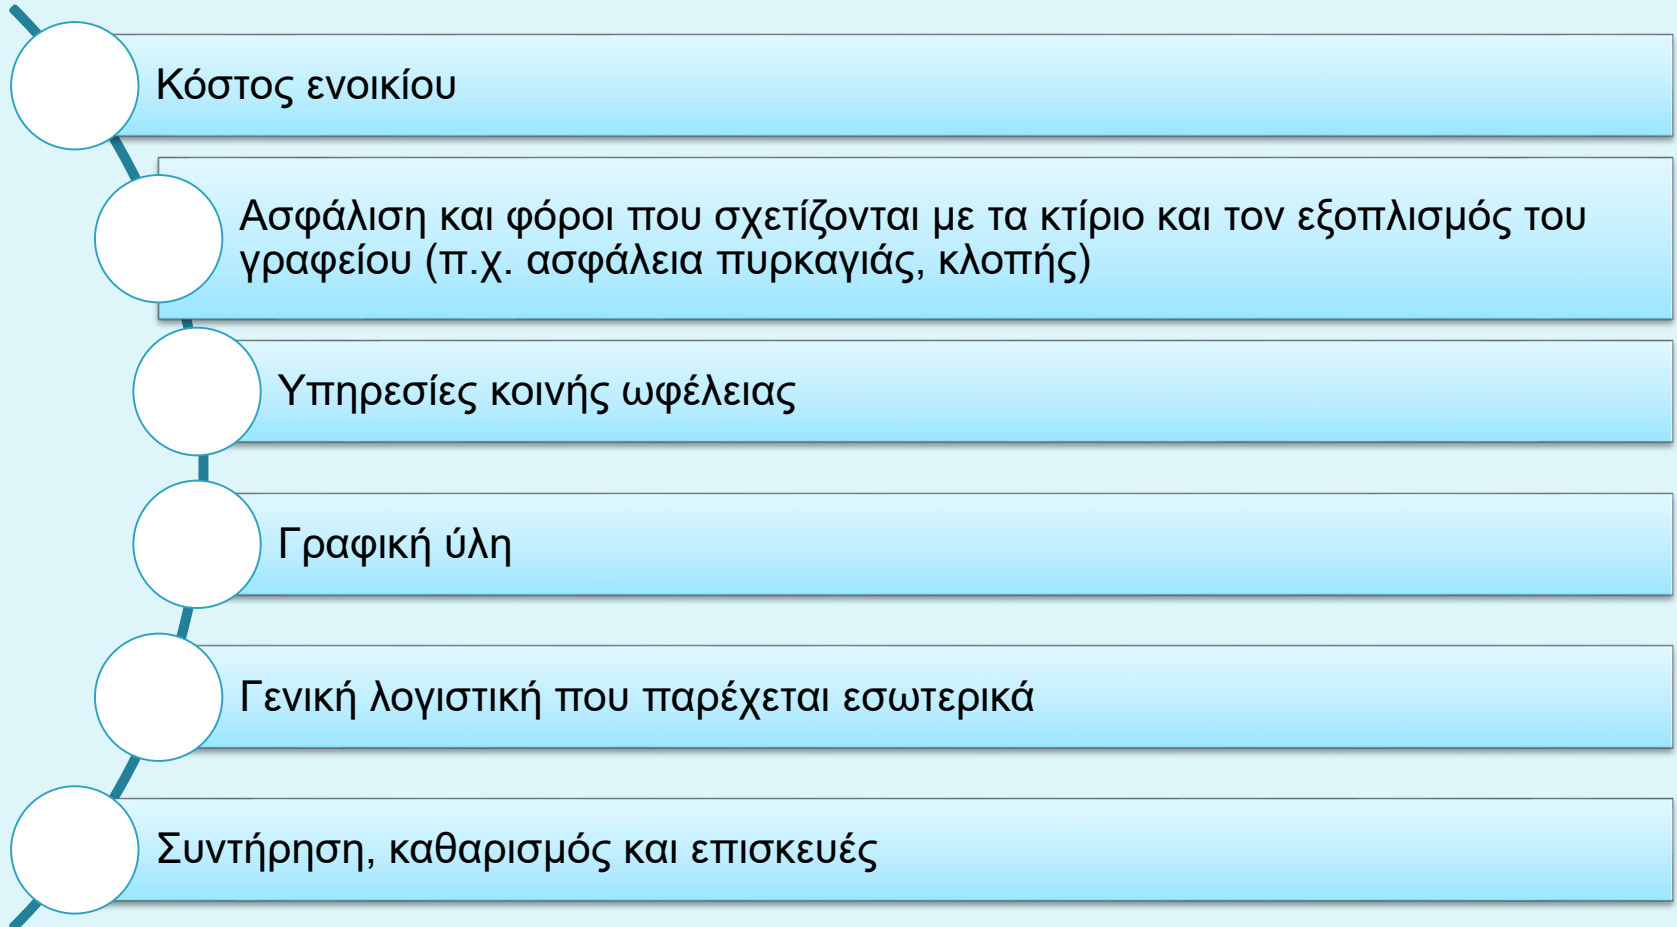 Κόστος ενοικίου
Ασφάλιση και φόροι που σχετίζονται με τα κτίριο και τον εξοπλισμός του
γραφείου (π.χ. ασφάλεια πυρκαγιάς, κλοπής)
Υπηρεσίες κοινής ωφέλειας
Γραφική ύλη
Γενική λογιστική που παρέχεται εσωτερικά
Συντήρηση, καθαρισμός και επισκευές